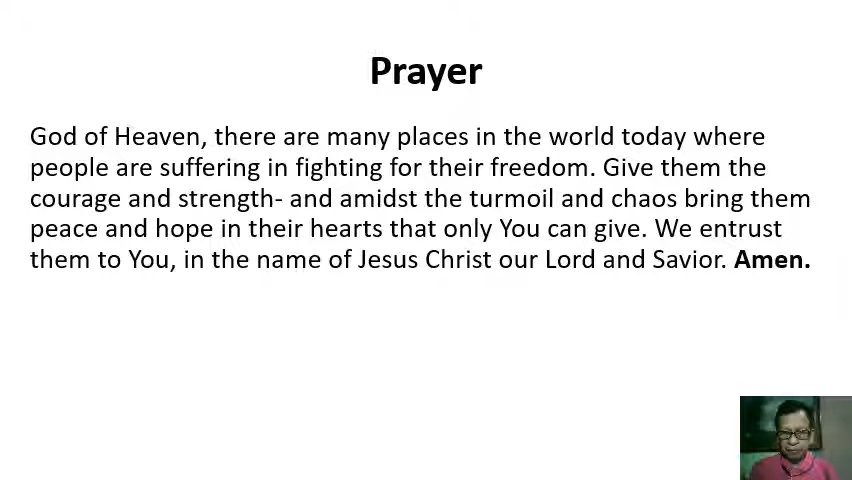 Prayer
God of Heaven, there are many places in the world today where
people are suffering in fighting for their freedom. Give them the
courage and strength- and amidst the turmoil and chaos bring them
peace and hope in their hearts that only You can give. We entrust
them to You, in the name of Jesus Christ our Lord and Savior. Amen.